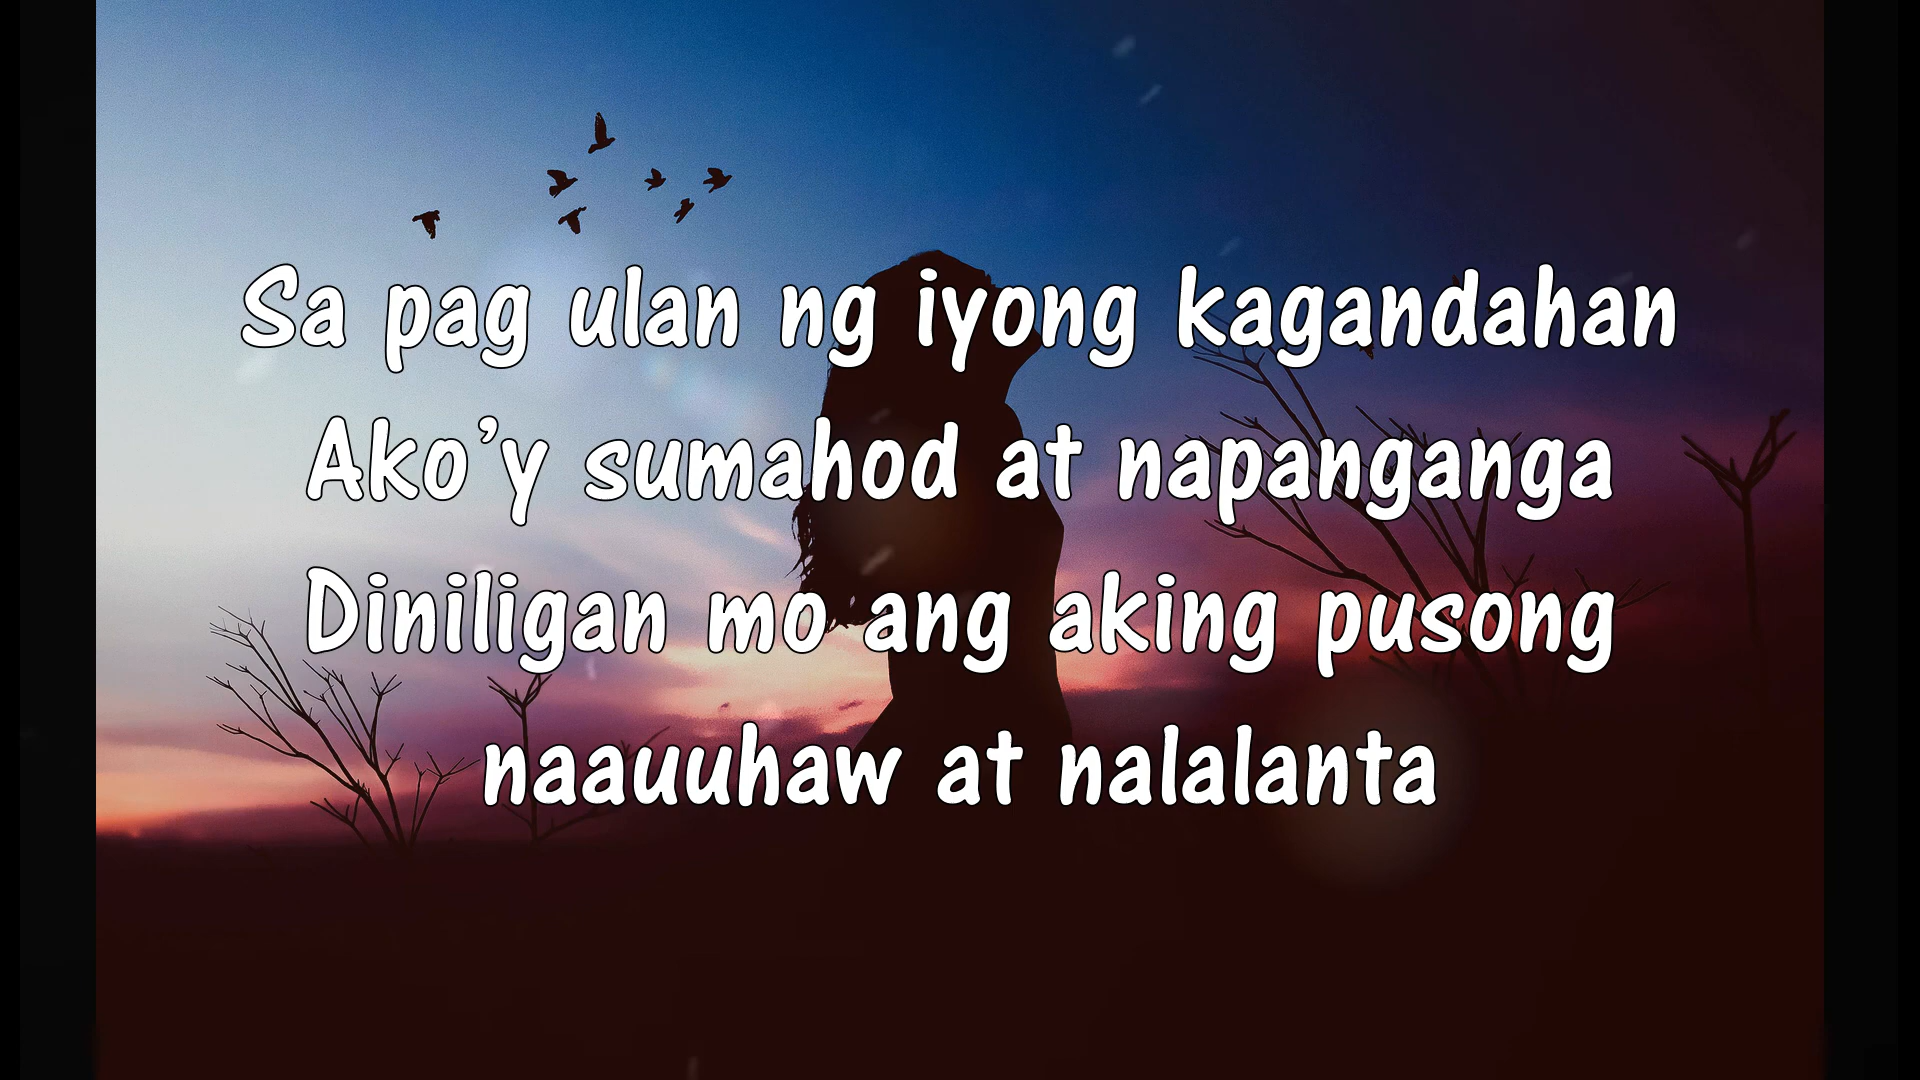 Sa pag ulan ng iyong kagandahan
Ako’y sumahod at napanganga
Diniligan mo ang aking pusong
naauuhaw at nalalanta